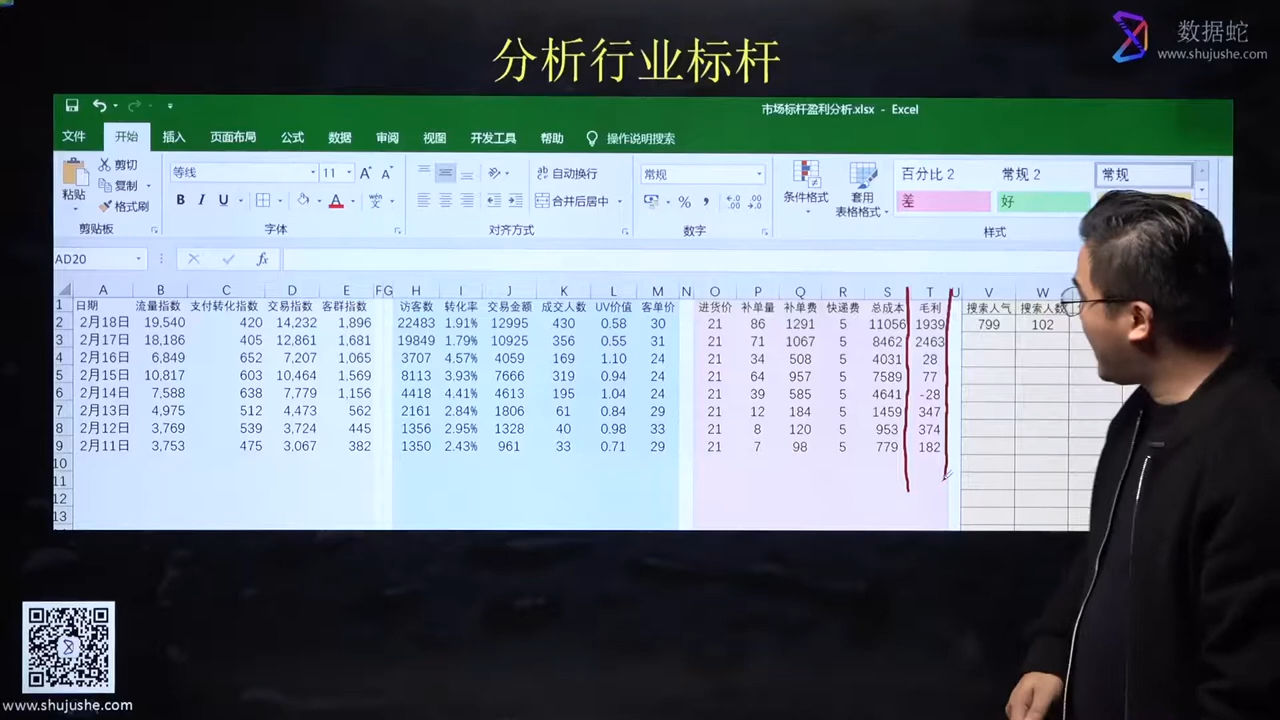 分析行业标杆
数据蛇
www.shujushe.com
市场标杆盈利分析.xlsx - Excel
文件 开始 插入 页面布局 公式 数据 审阅 视图 开发工具 帮助 操作说明搜索
粘贴 剪切 复制 格式刷 剪贴板
等线 11 A A
B I U A 字体
自动换行 合并后居中 对齐方式
常规 % , 数字
条件格式 套用表格格式
百分比 2 常规 2 常规
差 好
样式
AD20 fx
A B C D E F G H I J K L M N O P Q R S T U V W
1 日期 流量指数 支付转化指数 交易指数 客群指数 访客数 转化率 交易金额 成交人数 UV价值 客单价 进货价 补单量 补单费 快递费 总成本 毛利 搜索人气 搜索人数
2 2月18日 19,540 420 14,232 1,896 22483 1.91% 12995 430 0.58 30 21 86 1291 5 11056 1939 799 102
3 2月17日 18,186 405 12,861 1,681 19849 1.79% 10925 356 0.55 31 21 71 1067 5 8462 2463
4 2月16日 6,849 652 7,207 1,065 3707 4.57% 4059 169 1.10 24 21 34 508 5 4031 28
5 2月15日 10,817 603 10,464 1,569 8113 3.93% 7666 319 0.94 24 21 64 957 5 7589 77
6 2月14日 7,588 638 7,779 1,156 4418 4.41% 4613 195 1.04 24 21 39 585 5 4641 -28
7 2月13日 4,975 512 4,473 562 2161 2.84% 1806 61 0.84 29 21 12 184 5 1459 347
8 2月12日 3,769 539 3,724 445 1356 2.95% 1328 40 0.98 33 21 8 120 5 953 374
9 2月11日 3,753 475 3,067 382 1350 2.43% 961 33 0.71 29 21 7 98 5 779 182
10
11
12
13
www.shujushe.com